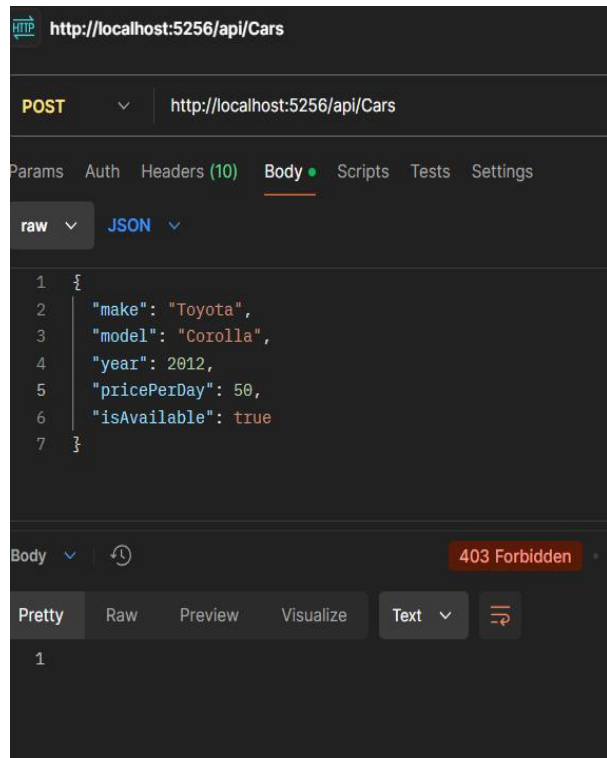 HTTP http://localhost:5256/api/Cars
POST http://localhost:5256/api/Cars
Params Auth Headers (10) Body Scripts Tests Settings
raw JSON
1 {
2 "make": "Toyota",
3 "model": "Corolla",
4 "year": 2012,
5 "pricePerDay": 50,
6 "isAvailable": true
7 }
Body 403 Forbidden
Pretty Raw Preview Visualize Text
1